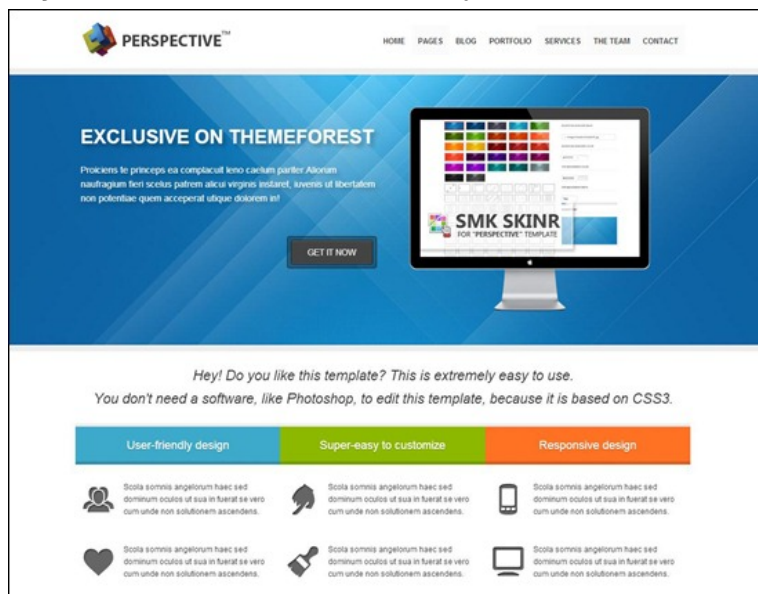 PERSPECTIVE™
HOME PAGES BLOG PORTFOLIO SERVICES THE TEAM CONTACT
EXCLUSIVE ON THEMEFOREST
Proiciens te princeps ea complacuit leno caelum pariter Aliorum
naufragium fieri scelus patrem alicui virginis instaret, iuvenis ut libertatem
non potentiae quem acceperat utique dolorem in!
GET IT NOW
SMK SKINR
FOR "PERSPECTIVE" TEMPLATE
Hey! Do you like this template? This is extremely easy to use.
You don't need a software, like Photoshop, to edit this template, because it is based on CSS3.
User-friendly design
Super-easy to customize
Responsive design
Scola somnis angelorum haec sed
dominum oculos ut sua in fuerat se vero
cum unde non solutionem ascendens.
Scola somnis angelorum haec sed
dominum oculos ut sua in fuerat se vero
cum unde non solutionem ascendens.
Scola somnis angelorum haec sed
dominum oculos ut sua in fuerat se vero
cum unde non solutionem ascendens.
Scola somnis angelorum haec sed
dominum oculos ut sua in fuerat se vero
cum unde non solutionem ascendens.
Scola somnis angelorum haec sed
dominum oculos ut sua in fuerat se vero
cum unde non solutionem ascendens.
Scola somnis angelorum haec sed
dominum oculos ut sua in fuerat se vero
cum unde non solutionem ascendens.